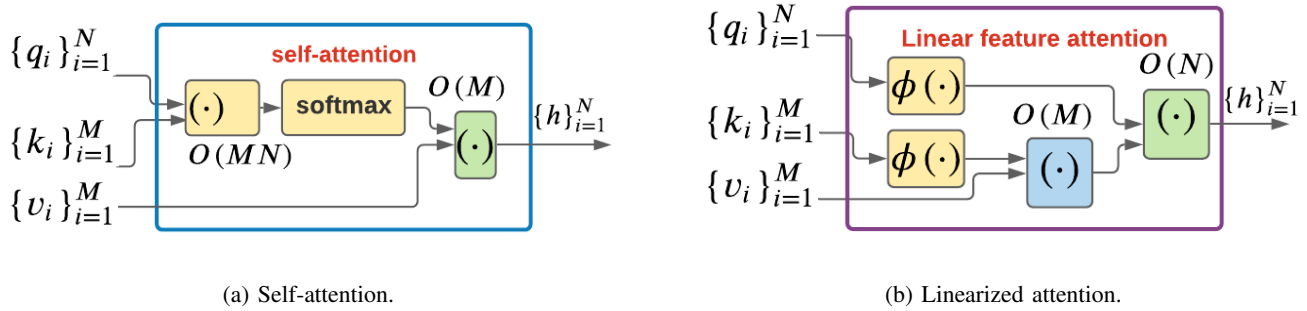 self-attention
{q_i}_{i=1}^N
{k_i}_{i=1}^M
{v_i}_{i=1}^M
(·)
softmax
O(M)
(·)
{h}_{i=1}^N
O(MN)
(a) Self-attention.
Linear feature attention
{q_i}_{i=1}^N
{k_i}_{i=1}^M
{v_i}_{i=1}^M
ϕ(·)
ϕ(·)
O(M)
(·)
O(N)
(·)
{h}_{i=1}^N
(b) Linearized attention.